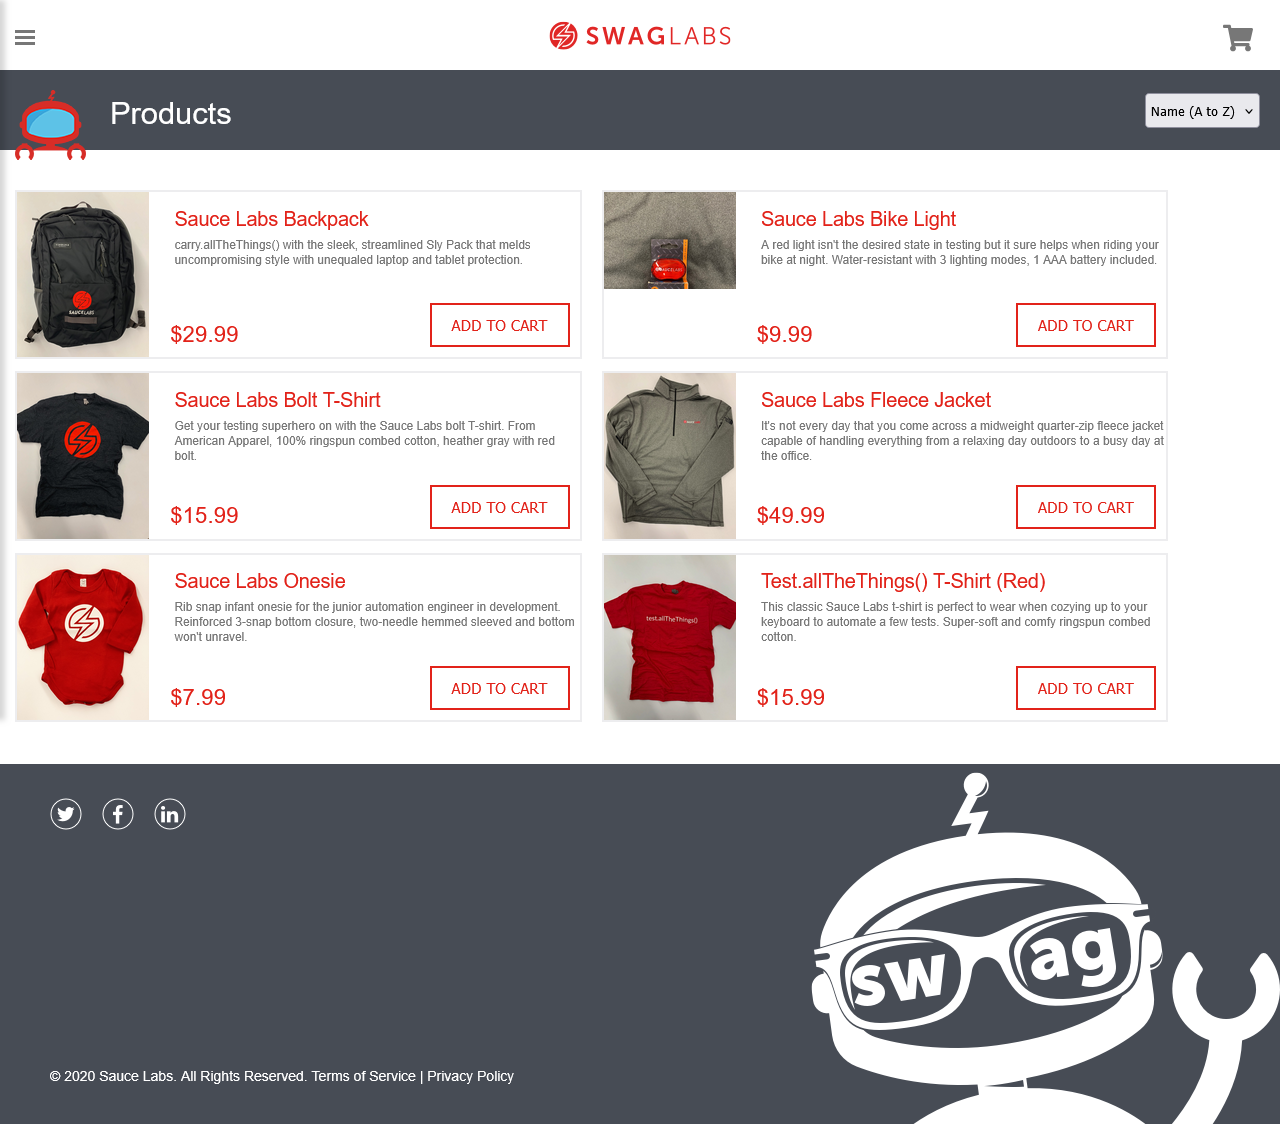 SWAGLABS
Products
Name (A to Z)
Sauce Labs Backpack
carry.allTheThings() with the sleek, streamlined Sly Pack that melds
uncompromising style with unequaled laptop and tablet protection.
$29.99
ADD TO CART
SAUCELABS
Sauce Labs Bike Light
A red light isn't the desired state in testing but it sure helps when riding your
bike at night. Water-resistant with 3 lighting modes, 1 AAA battery included.
$9.99
ADD TO CART
SAUCELABS
Sauce Labs Bolt T-Shirt
Get your testing superhero on with the Sauce Labs bolt T-shirt. From
American Apparel, 100% ringspun combed cotton, heather gray with red
bolt.
$15.99
ADD TO CART
Sauce Labs Fleece Jacket
It's not every day that you come across a midweight quarter-zip fleece jacket
capable of handling everything from a relaxing day outdoors to a busy day at
the office.
$49.99
ADD TO CART
Sauce Labs Onesie
Rib snap infant onesie for the junior automation engineer in development.
Reinforced 3-snap bottom closure, two-needle hemmed sleeved and bottom
won't unravel.
$7.99
ADD TO CART
Test.allTheThings() T-Shirt (Red)
This classic Sauce Labs t-shirt is perfect to wear when cozying up to your
keyboard to automate a few tests. Super-soft and comfy ringspun combed
cotton.
$15.99
ADD TO CART
test.allTheThings()
sw ag
© 2020 Sauce Labs. All Rights Reserved. Terms of Service | Privacy Policy